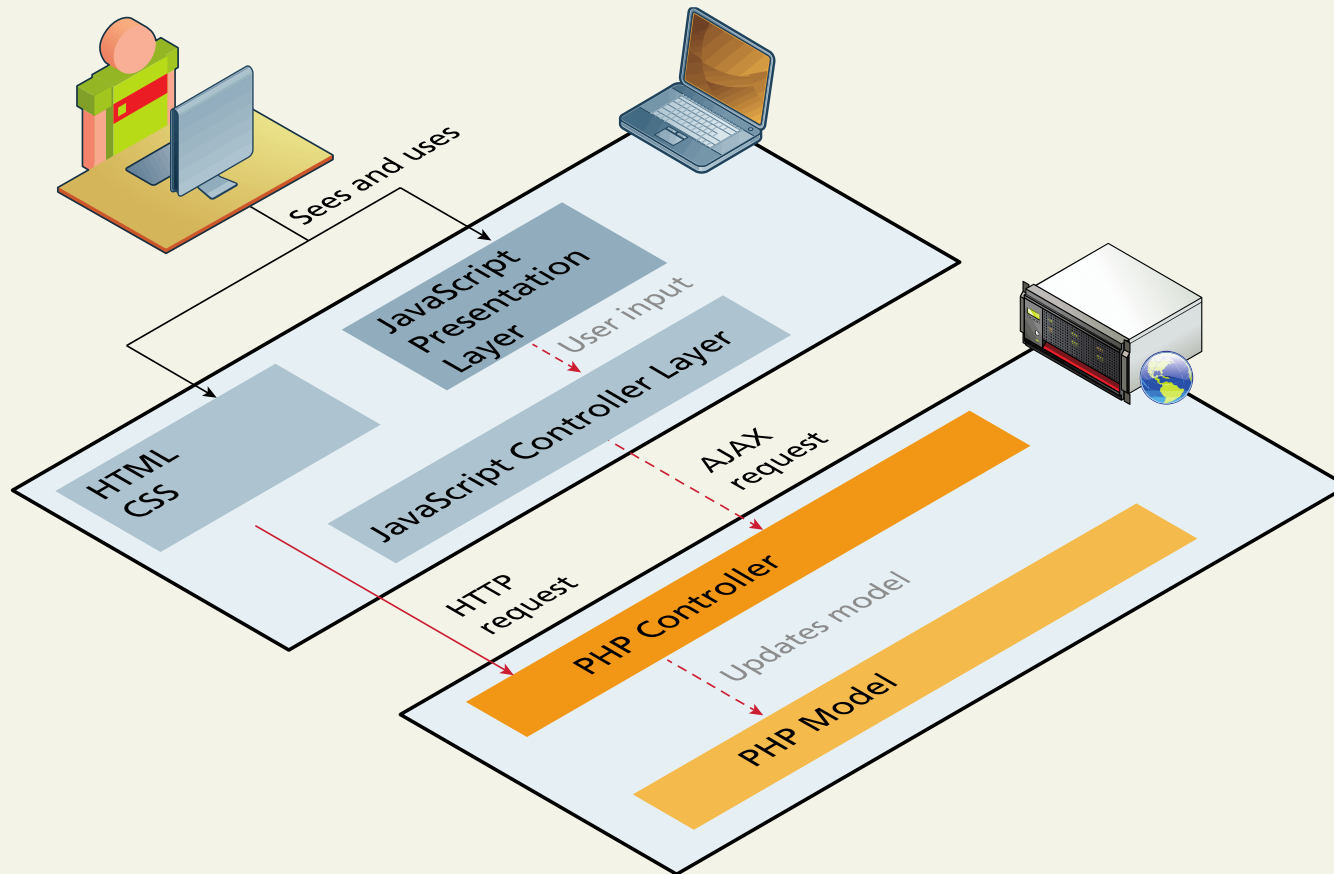 Sees and uses
JavaScript
Presentation
Layer
User input
JavaScript Controller Layer
HTML
CSS
AJAX
request
HTTP
request
PHP Controller
Updates model
PHP Model